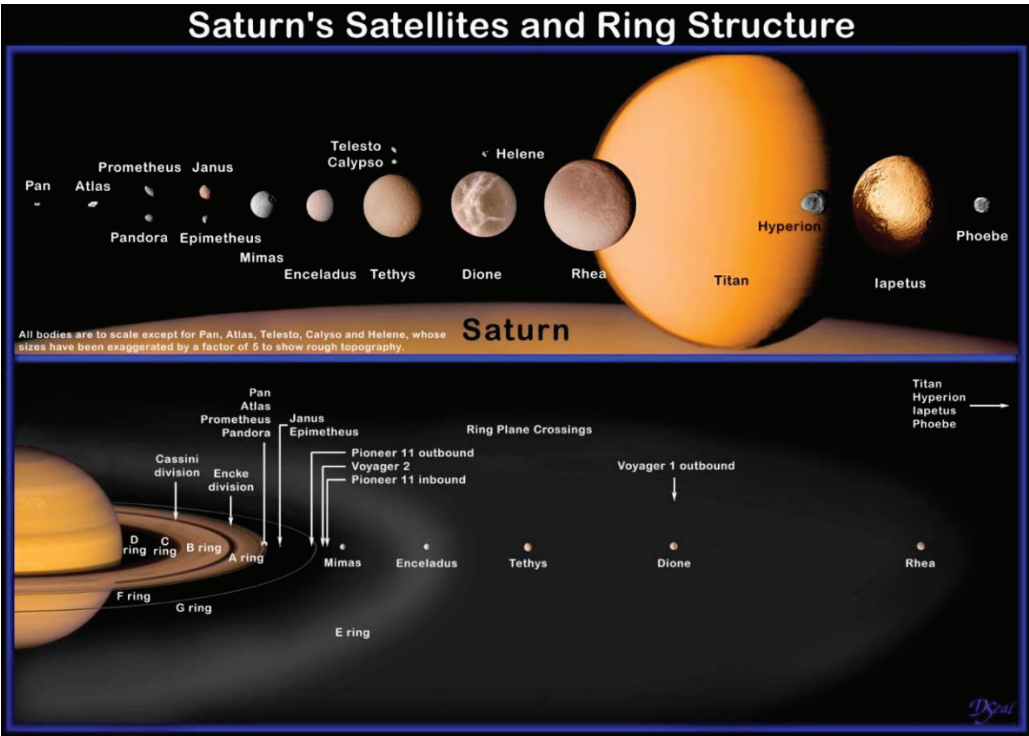 Saturn's Satellites and Ring Structure
Telesto
Calypso
Helene
Prometheus Janus
Pan
Atlas
Pandora Epimetheus
Mimas
Enceladus Tethys Dione Rhea
Titan
Hyperion
Iapetus
Phoebe
Saturn
All bodies are to scale except for Pan, Atlas, Telesto, Calyso and Helene, whose
sizes have been exaggerated by a factor of 5 to show rough topography.
Pan
Atlas
Prometheus
Pandora
Janus
Epimetheus
Ring Plane Crossings
Titan
Hyperion
Iapetus
Phoebe
Cassini
division
Encke
division
Pioneer 11 outbound
Voyager 2
Pioneer 11 inbound
Voyager 1 outbound
D
ring
C
ring
B ring
A ring
Mimas
Enceladus
Tethys
Dione
Rhea
F ring
G ring
E ring
DSeal